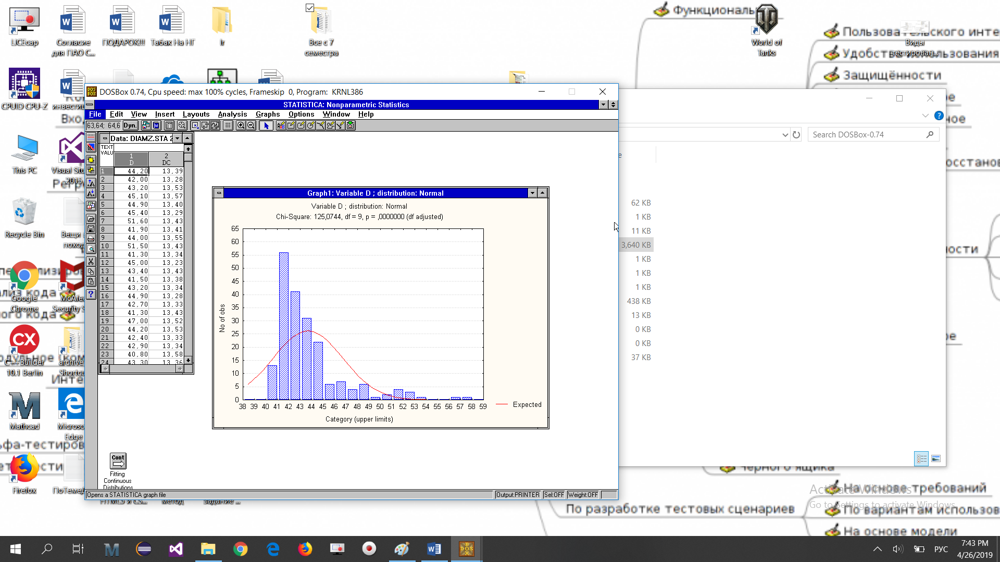 LICEcap
Согласие
для ПАО С...
ПОДАРОК!!!
Табак На НГ
lr
Все с 7
семестра
World of
Tanks
Виды
тестирован...
Пользовательского инте
Удобства использования
Защищённости
CPUID CPU-Z
инвести
This PC
Visual Stu
2015
Recycle Bin
Вещи
поход
Google
Chrome
McAfee
Security S
C++Builder
10.1 Berlin
archive
Shortcu
Mathcad
Microso
Edge
Firefox
DOSBox 0.74, Cpu speed: max 100% cycles, Frameskip 0, Program: KRNL386
STATISTICA: Nonparametric Statistics
File Edit View Insert Layouts Analysis Graphs Options Window Help
63,64; 64,6 Dyn.
Data: DIAMZ.STA 2
TEXT
VALU
1 2
D DC
1 44,20 13,39
2 42,00 13,28
3 43,20 13,53
4 45,10 13,57
5 44,90 13,40
6 45,40 13,29
7 51,60 13,43
8 41,90 13,41
9 44,00 13,55
10 51,50 13,43
11 41,30 13,34
12 45,00 13,23
13 43,40 13,43
14 41,50 13,38
15 43,20 13,34
16 44,90 13,28
17 42,70 13,33
18 41,30 13,43
19 47,00 13,52
20 44,20 13,53
21 42,40 13,33
22 42,90 13,34
23 40,80 13,58
24 43,30 13,36
Graph1: Variable D ; distribution: Normal
Variable D ; distribution: Normal
Chi-Square: 125,0744, df = 9, p = ,0000000 (df adjusted)
No of obs
65
60
55
50
45
40
35
30
25
20
15
10
5
0
38 39 40 41 42 43 44 45 46 47 48 49 50 51 52 53 54 55 56 57 58 59
Category (upper limits)
Expected
Cont
Fitting
Continuous
Distributions
Opens a STATISTICA graph file
Output:PRINTER Sel:OFF Weight:OFF
Search DOSBox-0.74
62 KB
1 KB
11 KB
3,640 KB
1 KB
1 KB
1 KB
438 KB
13 KB
0 KB
0 KB
37 KB
Чёрного ящика
На основе требований
По разработке тестовых сценариев
По вариантам использов
На основе модели
Activate Windows
Go to Settings to activate Windows.
РУС
7:43 PM
4/26/2019